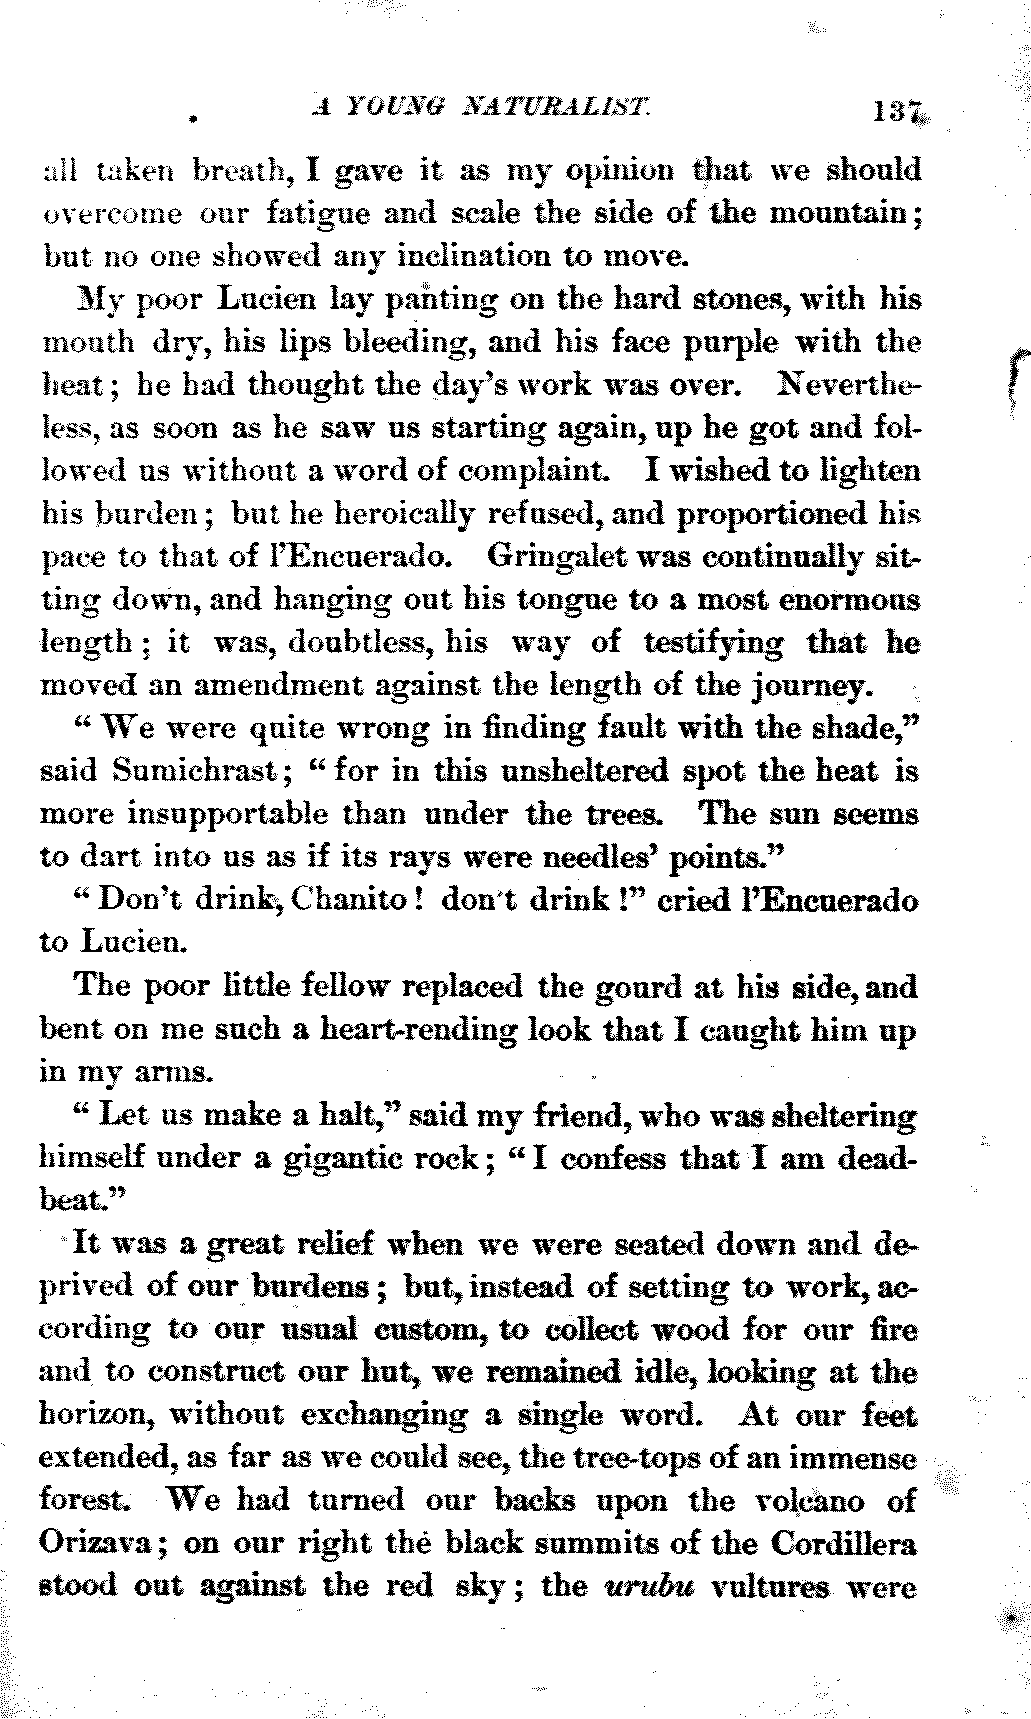 A YOUNG NATURALIST. 137
all taken breath, I gave it as my opinion that we should
overcome our fatigue and scale the side of the mountain;
but no one showed any inclination to move.
My poor Lucien lay panting on the hard stones, with his
mouth dry, his lips bleeding, and his face purple with the
heat; he had thought the day's work was over. Neverthe-
less, as soon as he saw us starting again, up he got and fol-
lowed us without a word of complaint. I wished to lighten
his burden; but he heroically refused, and proportioned his
pace to that of l'Encuerado. Gringalet was continually sit-
ting down, and hanging out his tongue to a most enormous
length; it was, doubtless, his way of testifying that he
moved an amendment against the length of the journey.
"We were quite wrong in finding fault with the shade,"
said Sumichrast; "for in this unsheltered spot the heat is
more insupportable than under the trees. The sun seems
to dart into us as if its rays were needles' points."
"Don't drink, Chanito! don't drink!" cried l'Encuerado
to Lucien.
The poor little fellow replaced the gourd at his side, and
bent on me such a heart-rending look that I caught him up
in my arms.
"Let us make a halt," said my friend, who was sheltering
himself under a gigantic rock; "I confess that I am dead-
beat."
It was a great relief when we were seated down and de-
prived of our burdens; but, instead of setting to work, ac-
cording to our usual custom, to collect wood for our fire
and to construct our hut, we remained idle, looking at the
horizon, without exchanging a single word. At our feet
extended, as far as we could see, the tree-tops of an immense
forest. We had turned our backs upon the volcano of
Orizava; on our right the black summits of the Cordillera
stood out against the red sky; the urubu vultures were